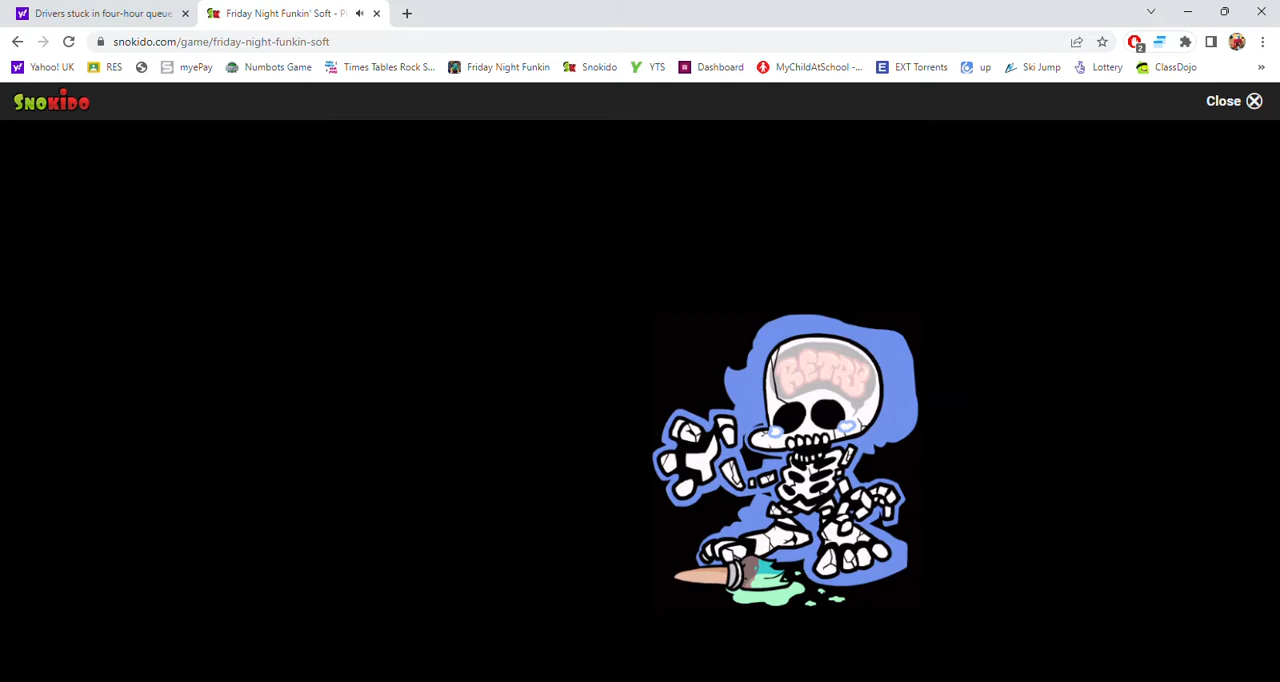 Drivers stuck in four-hour queue
Friday Night Funkin' Soft - P
snokido.com/game/friday-night-funkin-soft
2
Yahoo! UK RES myePay Numbots Game Times Tables Rock S... Friday Night Funkin Snokido YTS Dashboard MyChildAtSchool -... EXT Torrents up Ski Jump Lottery ClassDojo »
SNOKIDO Close
RETRY